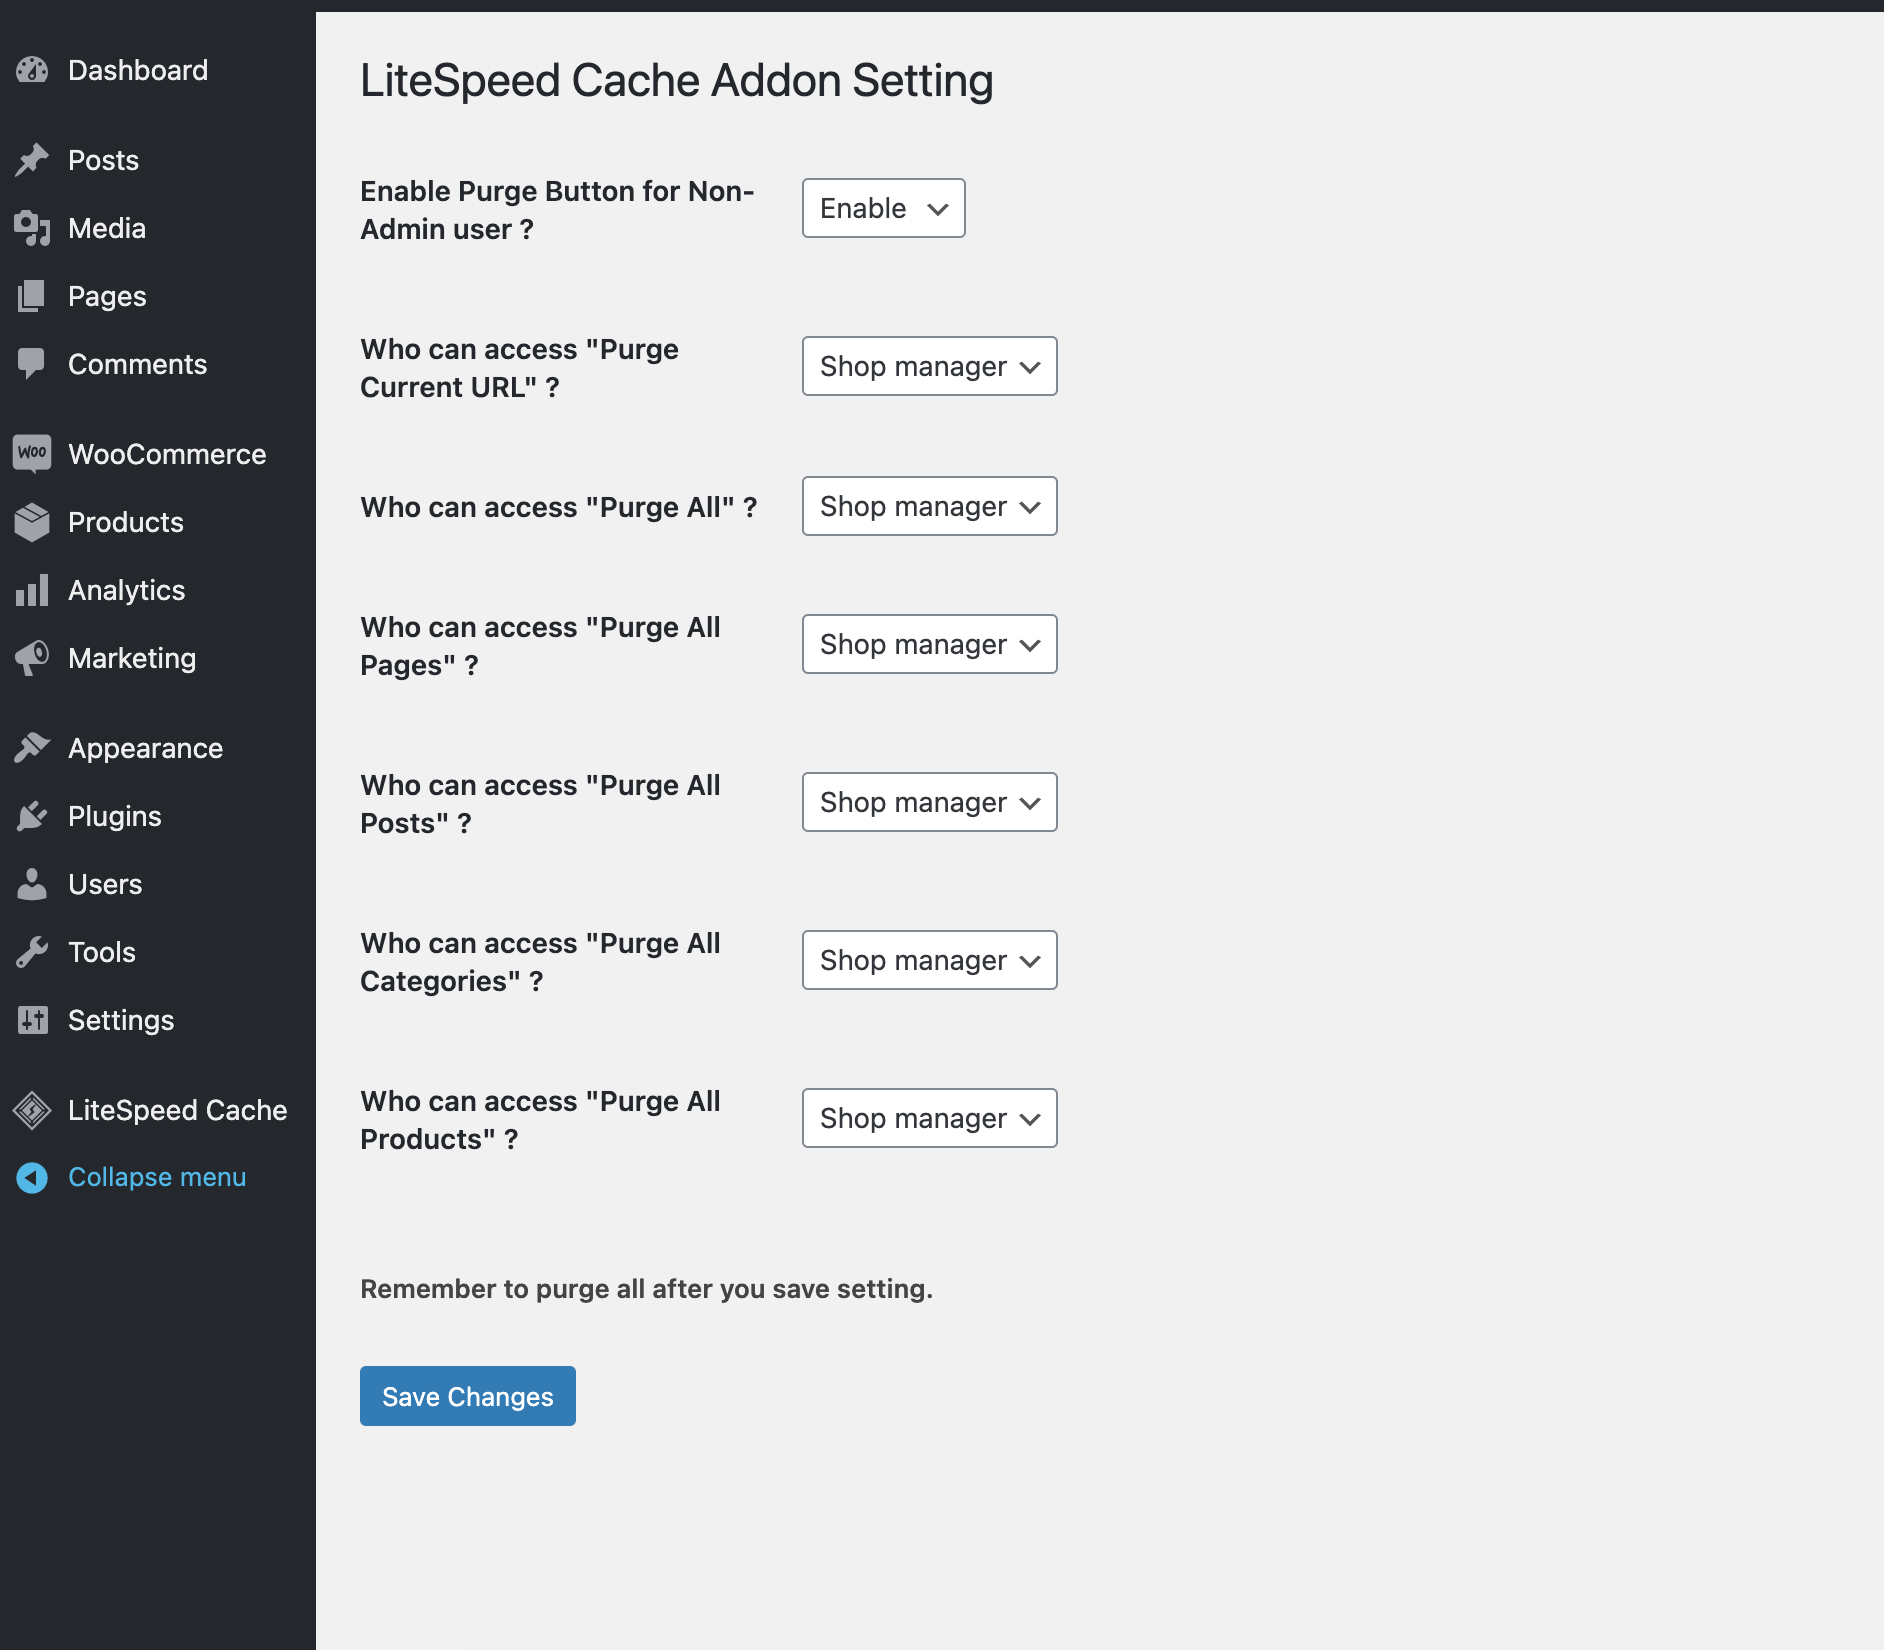 Dashboard
Posts
Media
Pages
Comments
WOO
WooCommerce
Products
Analytics
Marketing
Appearance
Plugins
Users
Tools
Settings
LiteSpeed Cache
Collapse menu
LiteSpeed Cache Addon Setting
Enable Purge Button for Non-
Admin user ?
Enable
Who can access "Purge
Current URL" ?
Shop manager
Who can access "Purge All" ?
Shop manager
Who can access "Purge All
Pages" ?
Shop manager
Who can access "Purge All
Posts" ?
Shop manager
Who can access "Purge All
Categories" ?
Shop manager
Who can access "Purge All
Products" ?
Shop manager
Remember to purge all after you save setting.
Save Changes